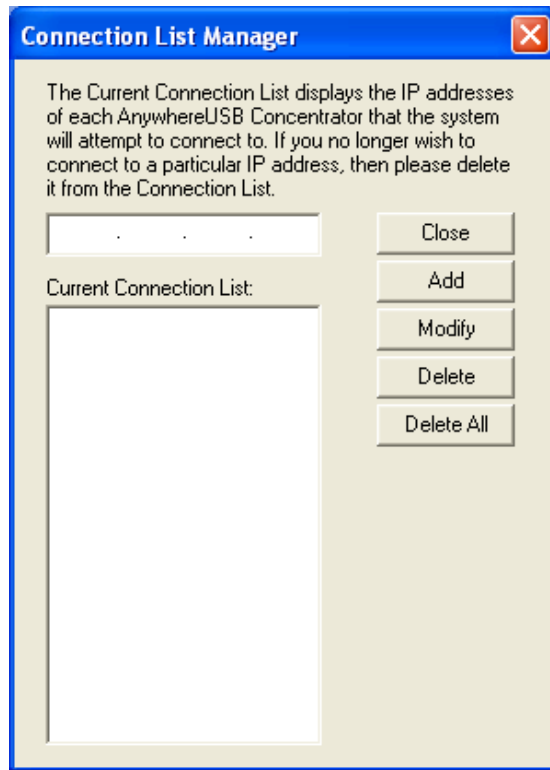 Connection List Manager
The Current Connection List displays the IP addresses
of each AnywhereUSB Concentrator that the system
will attempt to connect to. If you no longer wish to
connect to a particular IP address, then please delete
it from the Connection List.
. . .
Close
Add
Current Connection List:
Modify
Delete
Delete All